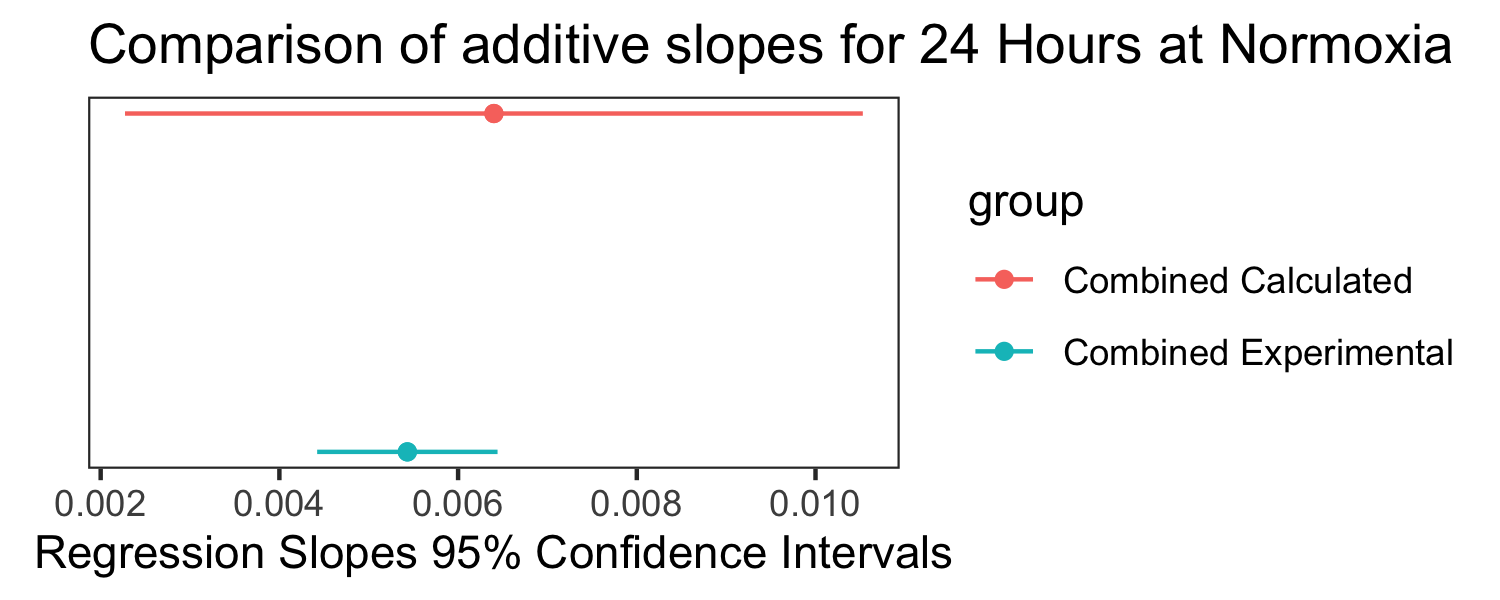 Comparison of additive slopes for 24 Hours at Normoxia
group
Combined Calculated
Combined Experimental
0.002 0.004 0.006 0.008 0.010
Regression Slopes 95% Confidence Intervals